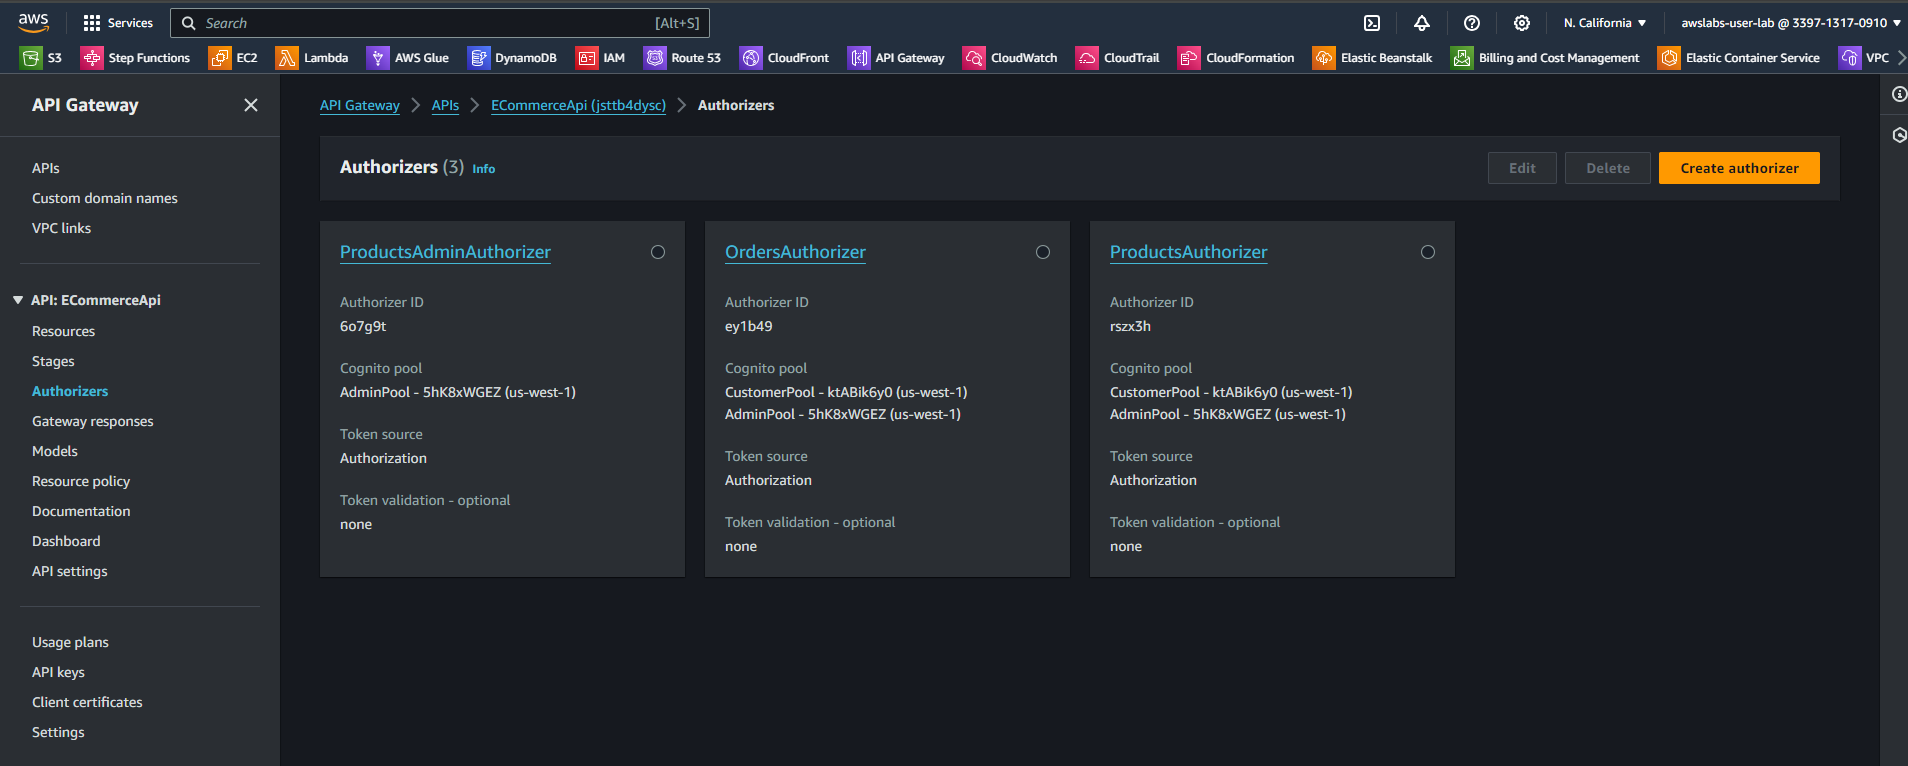 aws
Services
Search
[Alt+S]
N. California
awslabs-user-lab @ 3397-1317-0910
S3
Step Functions
EC2
Lambda
AWS Glue
DynamoDB
IAM
Route 53
CloudFront
API Gateway
CloudWatch
CloudTrail
CloudFormation
Elastic Beanstalk
Billing and Cost Management
Elastic Container Service
VPC
API Gateway
APIs
Custom domain names
VPC links
API: ECommerceApi
Resources
Stages
Authorizers
Gateway responses
Models
Resource policy
Documentation
Dashboard
API settings
Usage plans
API keys
Client certificates
Settings
API Gateway
APIs
ECommerceApi (jsttb4dysc)
Authorizers
Authorizers (3) Info
Edit
Delete
Create authorizer
ProductsAdminAuthorizer
Authorizer ID
6o7g9t
Cognito pool
AdminPool - 5hK8xWGEZ (us-west-1)
Token source
Authorization
Token validation - optional
none
OrdersAuthorizer
Authorizer ID
ey1b49
Cognito pool
CustomerPool - ktABik6y0 (us-west-1)
AdminPool - 5hK8xWGEZ (us-west-1)
Token source
Authorization
Token validation - optional
none
ProductsAuthorizer
Authorizer ID
rszx3h
Cognito pool
CustomerPool - ktABik6y0 (us-west-1)
AdminPool - 5hK8xWGEZ (us-west-1)
Token source
Authorization
Token validation - optional
none